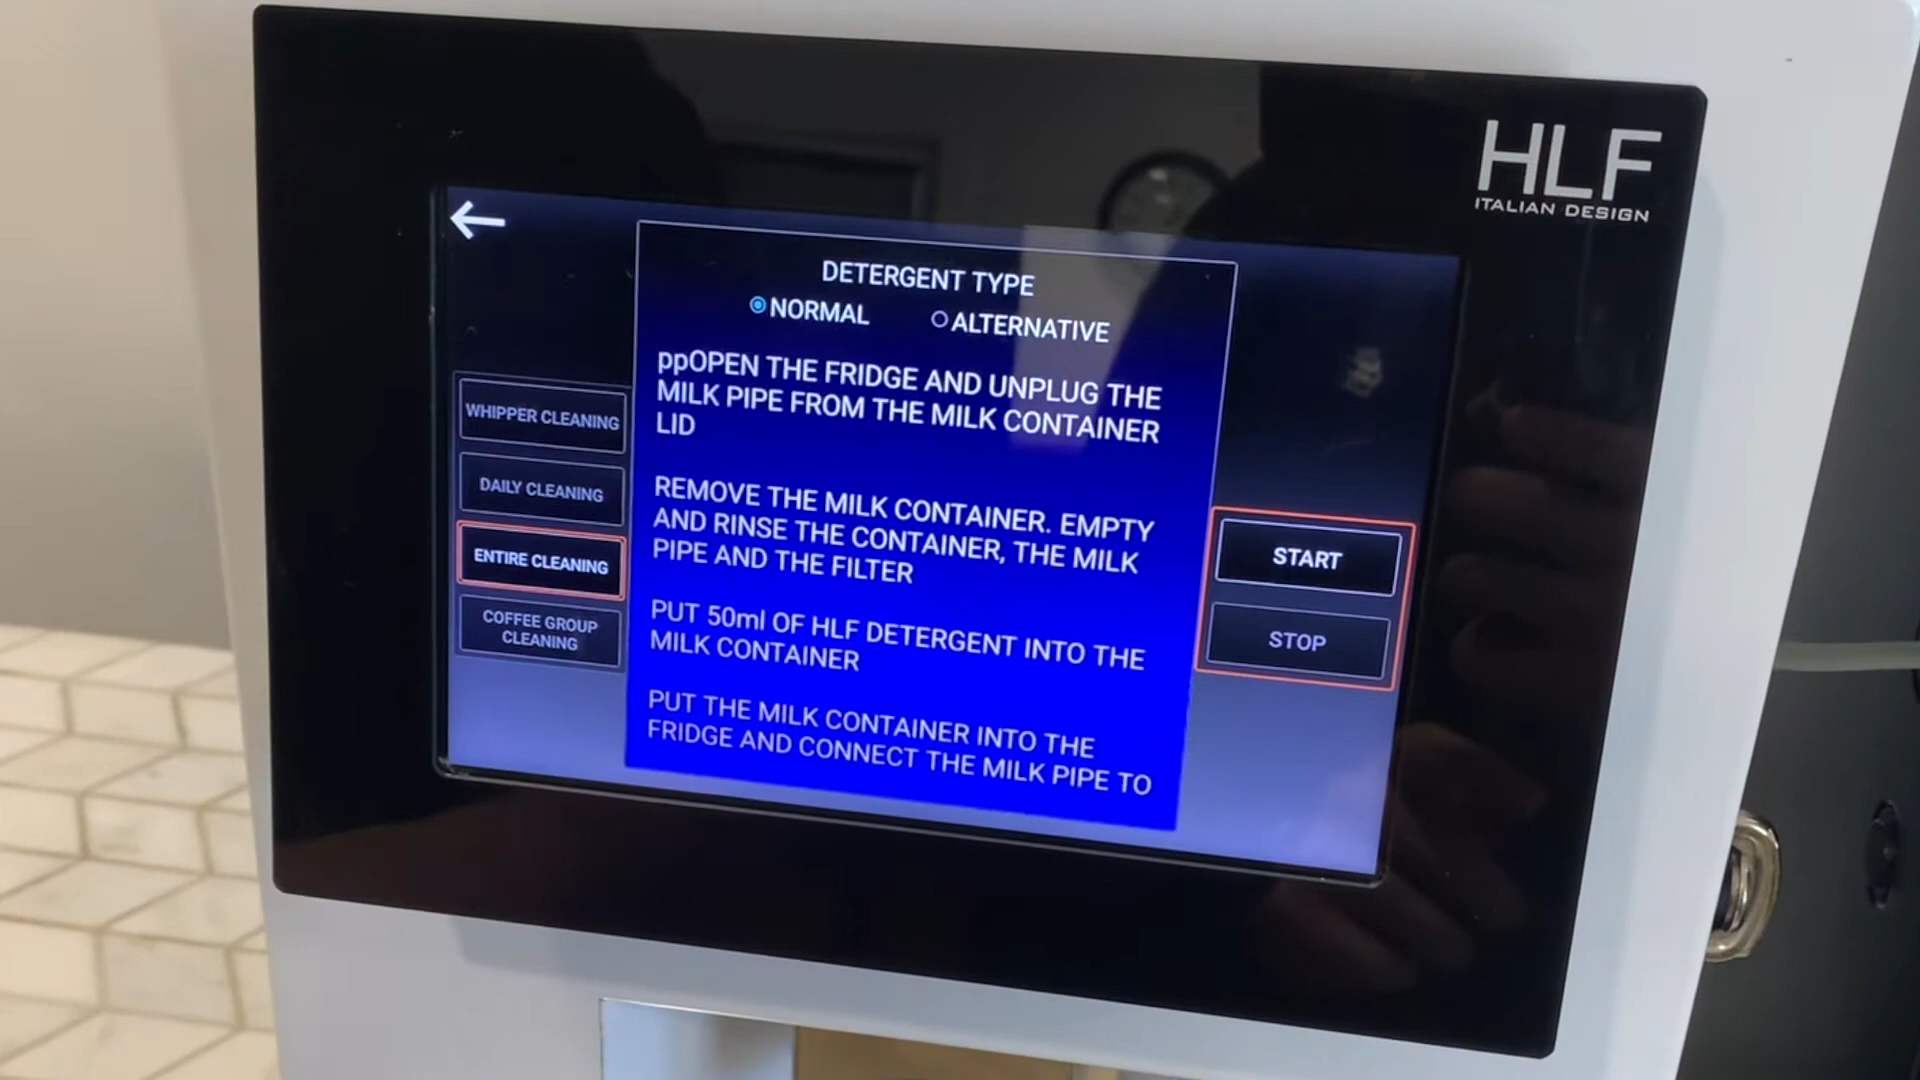 HLF
ITALIAN DESIGN
DETERGENT TYPE
NORMAL
ALTERNATIVE
ppOPEN THE FRIDGE AND UNPLUG THE
MILK PIPE FROM THE MILK CONTAINER
LID
REMOVE THE MILK CONTAINER. EMPTY
AND RINSE THE CONTAINER, THE MILK
PIPE AND THE FILTER
PUT 50ml OF HLF DETERGENT INTO THE
MILK CONTAINER
PUT THE MILK CONTAINER INTO THE
FRIDGE AND CONNECT THE MILK PIPE TO
WHIPPER CLEANING
DAILY CLEANING
ENTIRE CLEANING
COFFEE GROUP
CLEANING
START
STOP